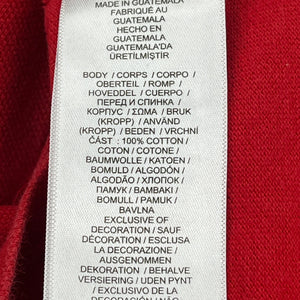 MADE IN GUATEMALA
FABRIQUÉ AU
GUATEMALA
HECHO EN
GUATEMALA
GUATEMALA'DA
ÜRETİLMİŞTİR
BODY / CORPS / CORPO /
OBERTEIL / ROMP /
HOVEDDEL / CUERPO /
ПЕРЕД И СПИНКА /
КОРПУС / ΣΩΜΑ / BRUK
(KROPP) / ANVÄND
(KROPP) / BEDEN / VRCHNÍ
ČÁST : 100% COTTON /
COTON / COTONE /
BAUMWOLLE / KATOEN /
BOMULD / ALGODÓN /
ALGODÃO / ХЛОПОК /
ПАМУК / ΒΑΜΒΑΚΙ /
BOMULL / PAMUK /
BAVLNA
EXCLUSIVE OF
DECORATION / SAUF
DÉCORATION / ESCLUSA
LA DECORAZIONE /
AUSGENOMMEN
DEKORATION / BEHALVE
VERSIERING / UDEN PYNT
/ EXCLUSIVO DE